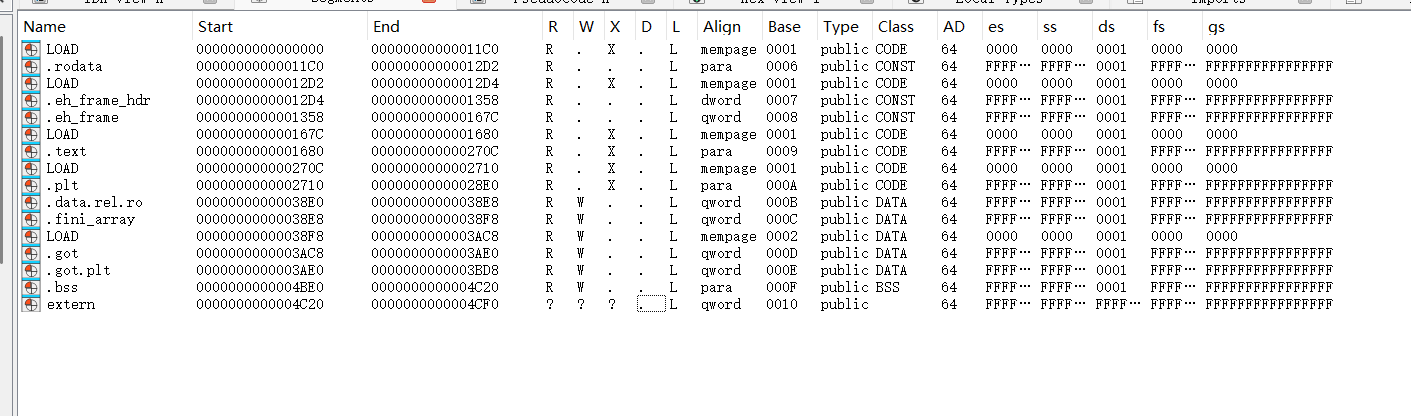 Segments Pseudocode-A Hex View-1 Local Types Imports
Name Start End R W X D L Align Base Type Class AD es ss ds fs gs
LOAD 0000000000000000 00000000000011C0 R . X . L mempage 0001 public CODE 64 0000 0000 0001 0000 0000
.rodata 00000000000011C0 00000000000012D2 R . . . L para 0006 public CONST 64 FFFF… FFFF… 0001 FFFF… FFFFFFFFFFFFFFFF
LOAD 00000000000012D2 00000000000012D4 R . X . L mempage 0001 public CODE 64 0000 0000 0001 0000 0000
.eh_frame_hdr 00000000000012D4 0000000000001358 R . . . L dword 0007 public CONST 64 FFFF… FFFF… 0001 FFFF… FFFFFFFFFFFFFFFF
.eh_frame 0000000000001358 000000000000167C R . . . L qword 0008 public CONST 64 FFFF… FFFF… 0001 FFFF… FFFFFFFFFFFFFFFF
LOAD 000000000000167C 0000000000001680 R . X . L mempage 0001 public CODE 64 0000 0000 0001 0000 0000
.text 0000000000001680 000000000000270C R . X . L para 0009 public CODE 64 FFFF… FFFF… 0001 FFFF… FFFFFFFFFFFFFFFF
LOAD 000000000000270C 0000000000002710 R . X . L mempage 0001 public CODE 64 0000 0000 0001 0000 0000
.plt 0000000000002710 00000000000028E0 R . X . L para 000A public CODE 64 FFFF… FFFF… 0001 FFFF… FFFFFFFFFFFFFFFF
.data.rel.ro 00000000000038E0 00000000000038E8 R W . . L qword 000B public DATA 64 FFFF… FFFF… 0001 FFFF… FFFFFFFFFFFFFFFF
.fini_array 00000000000038E8 00000000000038F8 R W . . L qword 000C public DATA 64 FFFF… FFFF… 0001 FFFF… FFFFFFFFFFFFFFFF
LOAD 00000000000038F8 0000000000003AC8 R W . . L mempage 0002 public DATA 64 0000 0000 0001 0000 0000
.got 0000000000003AC8 0000000000003AE0 R W . . L qword 000D public DATA 64 FFFF… FFFF… 0001 FFFF… FFFFFFFFFFFFFFFF
.got.plt 0000000000003AE0 0000000000003BD8 R W . . L qword 000E public DATA 64 FFFF… FFFF… 0001 FFFF… FFFFFFFFFFFFFFFF
.bss 0000000000004BE0 0000000000004C20 R W . . L para 000F public BSS 64 FFFF… FFFF… 0001 FFFF… FFFFFFFFFFFFFFFF
extern 0000000000004C20 0000000000004CF0 ? ? ? . L qword 0010 public 64 FFFF… FFFF… FFFF… FFFF… FFFFFFFFFFFFFFFF